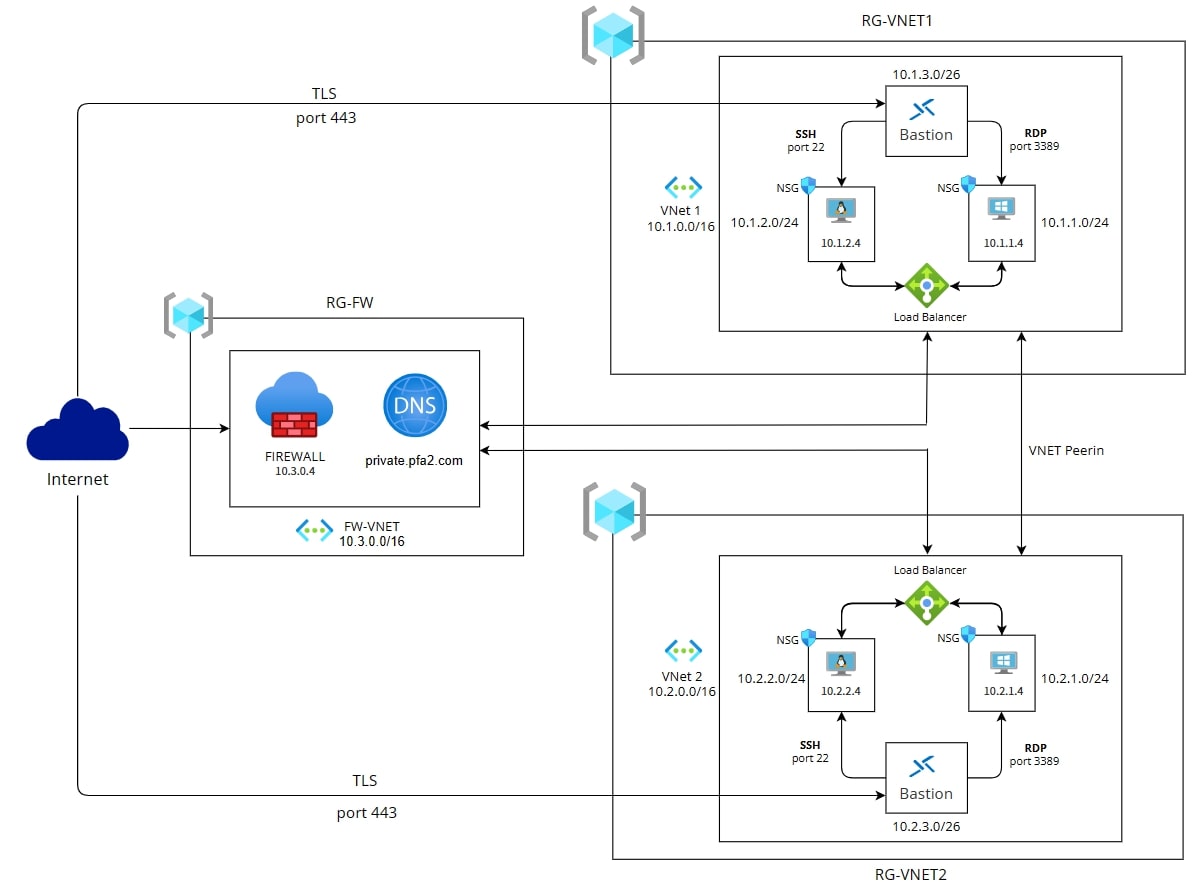 RG-VNET1
10.1.3.0/26
TLS
port 443
Bastion
SSH
port 22
RDP
port 3389
NSG
NSG
VNet 1
10.1.0.0/16
10.1.2.0/24
10.1.1.0/24
10.1.2.4
10.1.1.4
Load Balancer
RG-FW
DNS
FIREWALL
10.3.0.4
private.pfa2.com
Internet
VNET Peerin
FW-VNET
10.3.0.0/16
Load Balancer
NSG
NSG
VNet 2
10.2.0.0/16
10.2.2.0/24
10.2.1.0/24
10.2.2.4
10.2.1.4
SSH
port 22
RDP
port 3389
TLS
port 443
Bastion
10.2.3.0/26
RG-VNET2